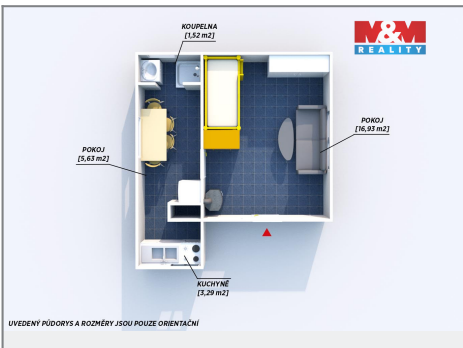 KOUPELNA
[1,52 m2]
M&M
REALITY
POKOJ
[16,93 m2]
POKOJ
[5,63 m2]
KUCHYNĚ
[3,29 m2]
UVEDENÝ PŮDORYS A ROZMĚRY JSOU POUZE ORIENTAČNÍ